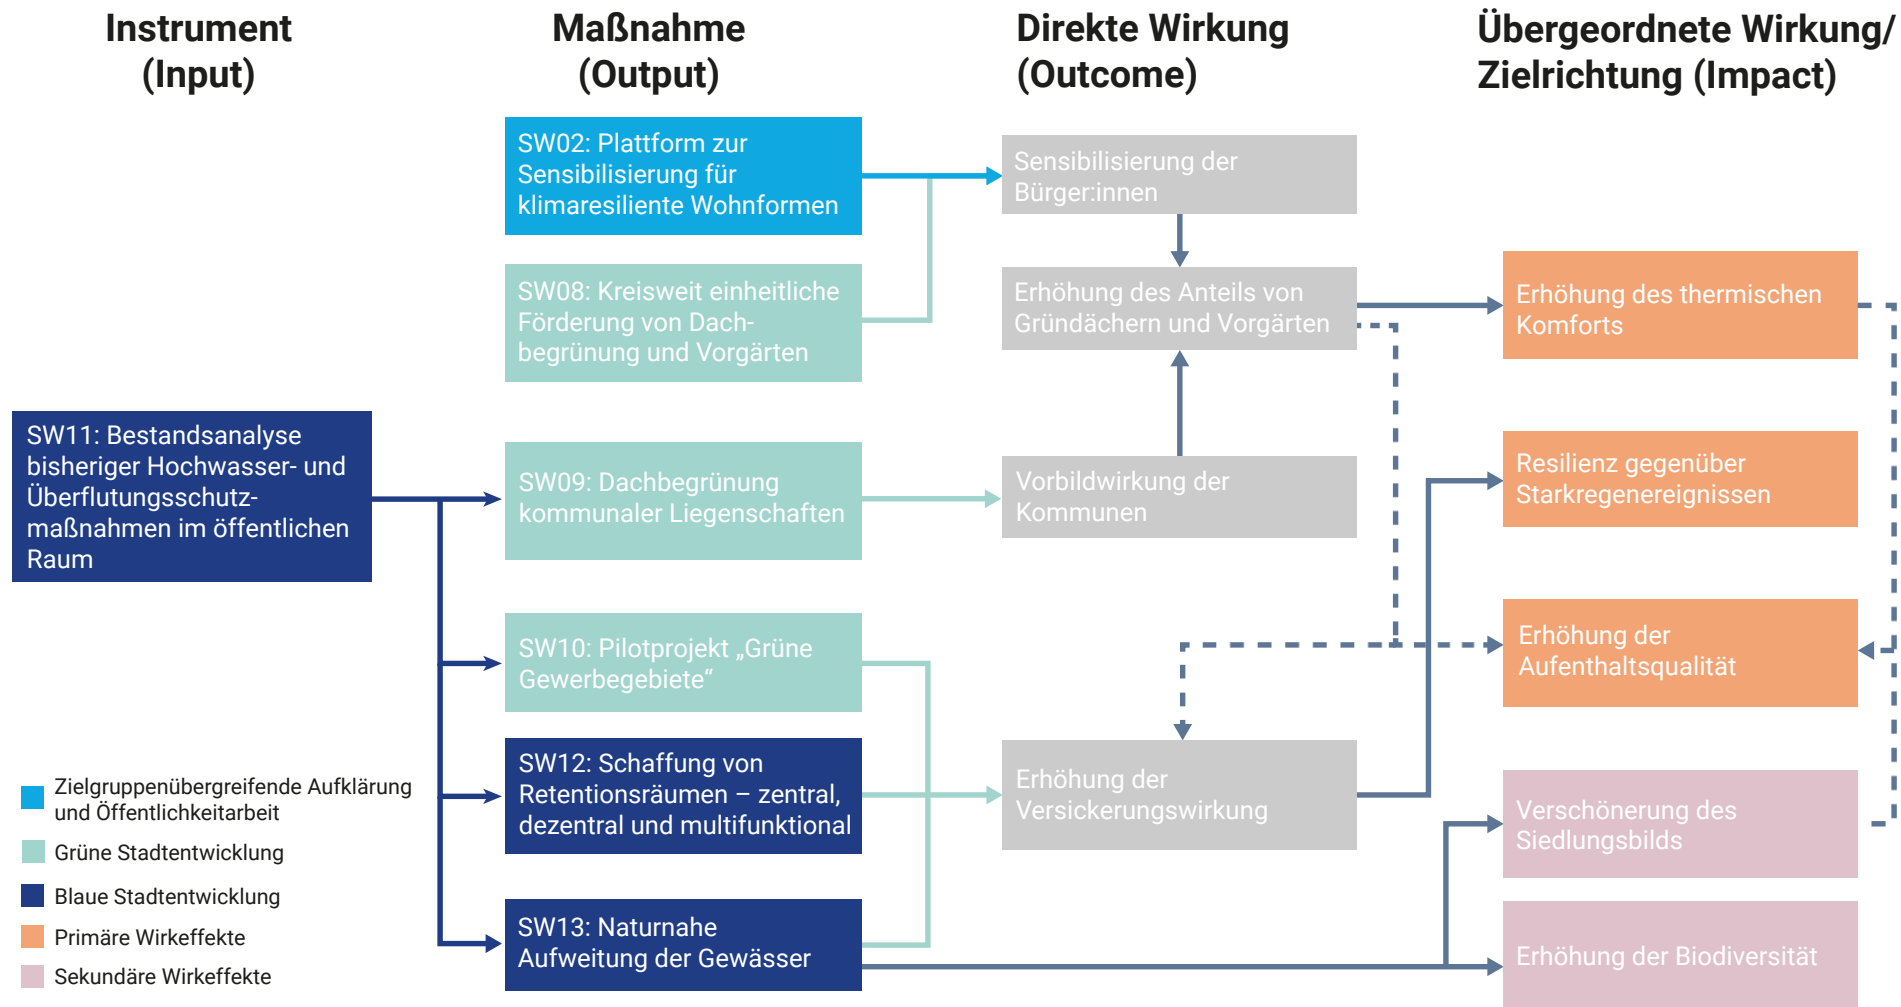 Instrument
(Input)
Maßnahme
(Output)
Direkte Wirkung
(Outcome)
Übergeordnete Wirkung/
Zielrichtung (Impact)
SW11: Bestandsanalyse
bisheriger Hochwasser- und
Überflutungsschutz-
maßnahmen im öffentlichen
Raum
SW02: Plattform zur
Sensibilisierung für
klimaresiliente Wohnformen
SW08: Kreisweit einheitliche
Förderung von Dach-
begrünung und Vorgärten
SW09: Dachbegrünung
kommunaler Liegenschaften
SW10: Pilotprojekt „Grüne
Gewerbegebiete“
SW12: Schaffung von
Retentionsräumen – zentral,
dezentral und multifunktional
SW13: Naturnahe
Aufweitung der Gewässer
Sensibilisierung der
Bürger:innen
Erhöhung des Anteils von
Gründächern und Vorgärten
Vorbildwirkung der
Kommunen
Erhöhung der
Versickerungswirkung
Erhöhung des thermischen
Komforts
Resilienz gegenüber
Starkregenereignissen
Erhöhung der
Aufenthaltsqualität
Verschönerung des
Siedlungsbilds
Erhöhung der Biodiversität
Zielgruppenübergreifende Aufklärung
und Öffentlichkeitarbeit
Grüne Stadtentwicklung
Blaue Stadtentwicklung
Primäre Wirkeffekte
Sekundäre Wirkeffekte